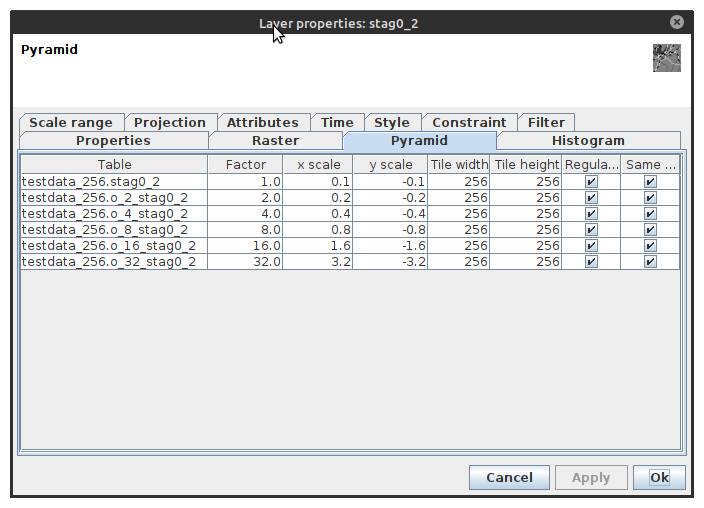 Layer properties: stag0_2
Pyramid
Scale range Projection Attributes Time Style Constraint Filter
Properties Raster Pyramid Histogram
Table Factor x scale y scale Tile width Tile height Regula... Same ...
testdata_256.stag0_2 1.0 0.1 -0.1 256 256
testdata_256.o_2_stag0_2 2.0 0.2 -0.2 256 256
testdata_256.o_4_stag0_2 4.0 0.4 -0.4 256 256
testdata_256.o_8_stag0_2 8.0 0.8 -0.8 256 256
testdata_256.o_16_stag0_2 16.0 1.6 -1.6 256 256
testdata_256.o_32_stag0_2 32.0 3.2 -3.2 256 256
Cancel Apply Ok